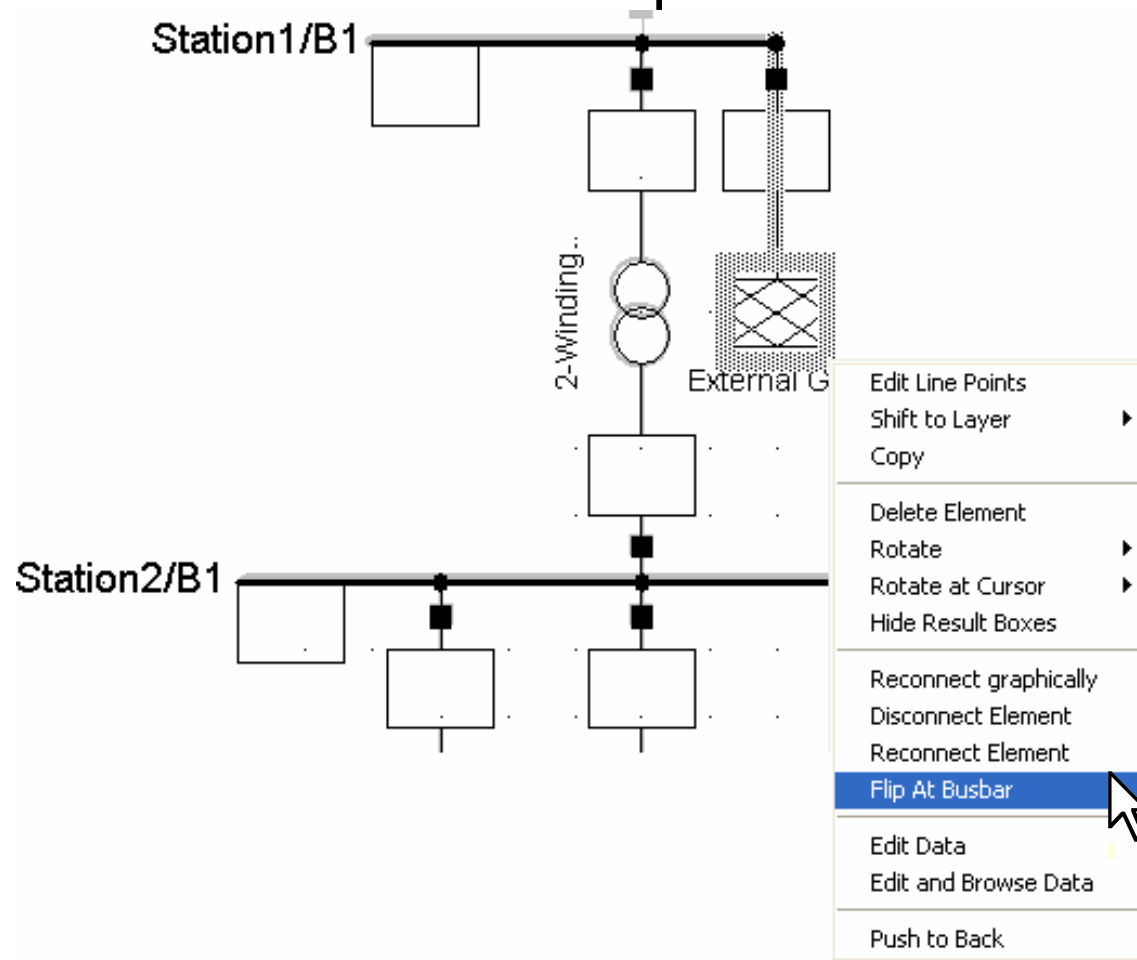 Station1/B1
2-Winding..
External G
Station2/B1
Edit Line Points
Shift to Layer
Copy
Delete Element
Rotate
Rotate at Cursor
Hide Result Boxes
Reconnect graphically
Disconnect Element
Reconnect Element
Flip At Busbar
Edit Data
Edit and Browse Data
Push to Back